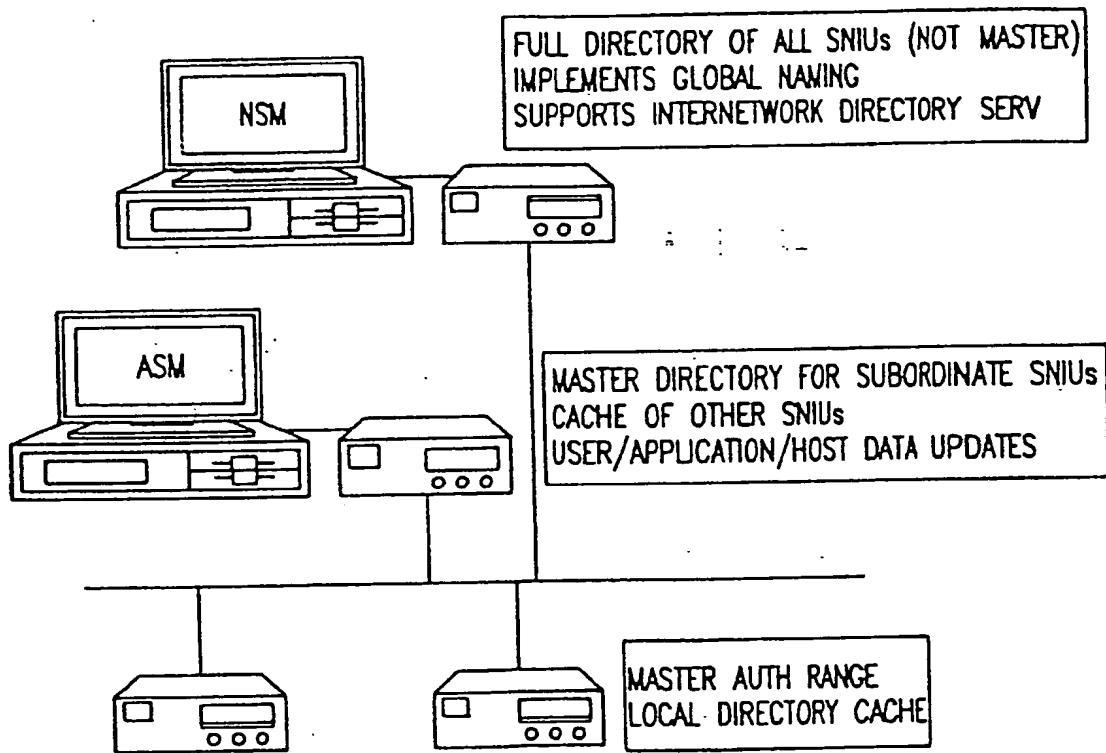 FULL DIRECTORY OF ALL SNIUs (NOT MASTER)
IMPLEMENTS GLOBAL NAMING
SUPPORTS INTERNETWORK DIRECTORY SERV
NSM
ASM
MASTER DIRECTORY FOR SUBORDINATE SNIUs
CACHE OF OTHER SNIUs
USER/APPLICATION/HOST DATA UPDATES
MASTER AUTH RANGE
LOCAL DIRECTORY CACHE